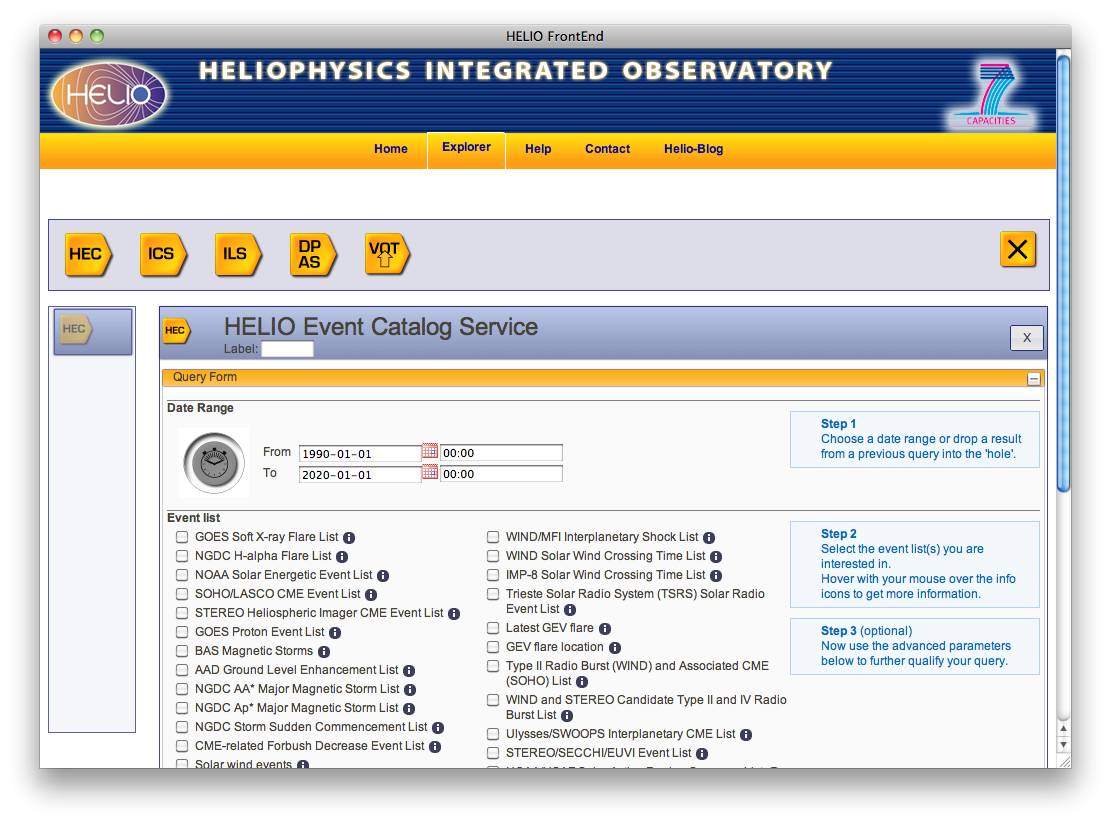 HELIO FrontEnd
HELIO
HELIOPHYSICS INTEGRATED OBSERVATORY
7
CAPACITIES
Home Explorer Help Contact Helio-Blog
HEC ICS ILS DP AS VOT X
HEC
HEC
HELIO Event Catalog Service
Label:
X
Query Form
Date Range
From 1990-01-01 00:00
To 2020-01-01 00:00
Step 1
Choose a date range or drop a result
from a previous query into the 'hole'.
Event list
GOES Soft X-ray Flare List
NGDC H-alpha Flare List
NOAA Solar Energetic Event List
SOHO/LASCO CME Event List
STEREO Heliospheric Imager CME Event List
GOES Proton Event List
BAS Magnetic Storms
AAD Ground Level Enhancement List
NGDC AA* Major Magnetic Storm List
NGDC Ap* Major Magnetic Storm List
NGDC Storm Sudden Commencement List
CME-related Forbush Decrease Event List
Solar wind events
WIND/MFI Interplanetary Shock List
WIND Solar Wind Crossing Time List
IMP-8 Solar Wind Crossing Time List
Trieste Solar Radio System (TSRS) Solar Radio
Event List
Latest GEV flare
GEV flare location
Type II Radio Burst (WIND) and Associated CME
(SOHO) List
WIND and STEREO Candidate Type II and IV Radio
Burst List
Ulysses/SWOOPS Interplanetary CME List
STEREO/SECCHI/EUVI Event List
Step 2
Select the event list(s) you are
interested in.
Hover with your mouse over the info
icons to get more information.
Step 3 (optional)
Now use the advanced parameters
below to further qualify your query.